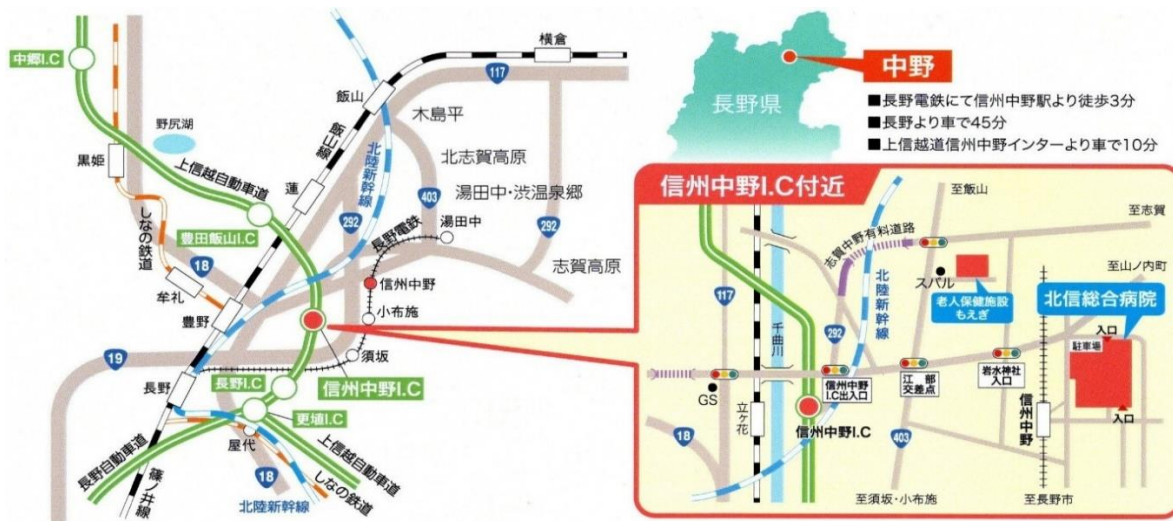 中郷I.C
野尻湖
黒姫
上信越自動車道
豊田飯山I.C
しなの鉄道
18
牟礼
豊野
19
長野
長野I.C
更埴I.C
屋代
長野自動車道
篠ノ井線
18
北陸新幹線
上信越自動車道
しなの鉄道
信州中野I.C
横倉
117
飯山
飯山線
蓮
木島平
北陸新幹線
北志賀高原
403
湯田中・渋温泉郷
292
長野電鉄
湯田中
292
志賀高原
信州中野
小布施
須坂
長野県
中野
■長野電鉄にて信州中野駅より徒歩3分
■長野より車で45分
■上信越道信州中野インターより車で10分
信州中野I.C付近
至飯山
至志賀
志賀中野有料道路
至山ノ内町
117
北陸新幹線
スバル
老人保健施設
もえぎ
北信総合病院
千曲川
292
入口
駐車場
GS
信州中野
I.C出入口
江部
交差点
岩水神社
入口
立ヶ花
信州中野
入口
信州中野I.C
18
403
至須坂・小布施
至長野市